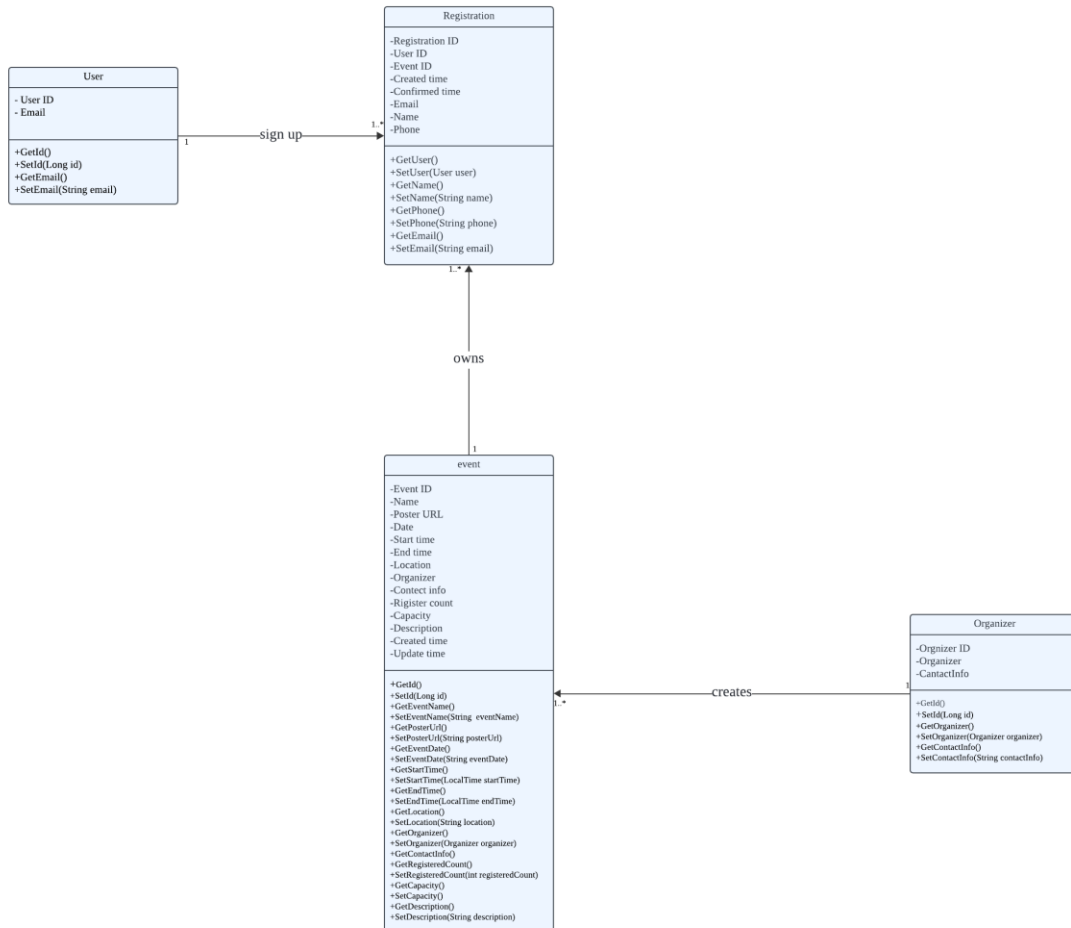 Registration
-Registration ID
-User ID
-Event ID
-Created time
-Confirmed time
-Email
-Name
-Phone
+GetUser()
+SetUser(User user)
+GetName()
+SetName(String name)
+GetPhone()
+SetPhone(String phone)
+GetEmail()
+SetEmail(String email)
User
- User ID
- Email
+GetId()
+SetId(Long id)
+GetEmail()
+SetEmail(String email)
1
sign up
1..*
1..*
owns
1
event
-Event ID
-Name
-Poster URL
-Date
-Start time
-End time
-Location
-Organizer
-Contect info
-Rigister count
-Capacity
-Description
-Created time
-Update time
+GetId()
+SetId(Long id)
+GetEventName()
+SetEventName(String eventName)
+GetPosterUrl()
+SetPosterUrl(String posterUrl)
+GetEventDate()
+SetEventDate(String eventDate)
+GetStartTime()
+SetStartTime(LocalTime startTime)
+GetEndTime()
+SetEndTime(LocalTime endTime)
+GetLocation()
+SetLocation(String location)
+GetOrganizer()
+SetOrganizer(Organizer organizer)
+GetContactInfo()
+GetRegisteredCount()
+SetRegisteredCount(int registeredCount)
+GetCapacity()
+SetCapacity()
+GetDescription()
+SetDescription(String description)
1..*
creates
1
Organizer
-Orgnizer ID
-Organizer
-CantactInfo
+GetId()
+SetId(Long id)
+GetOrganizer()
+SetOrganizer(Organizer organizer)
+GetContactInfo()
+SetContactInfo(String contactInfo)